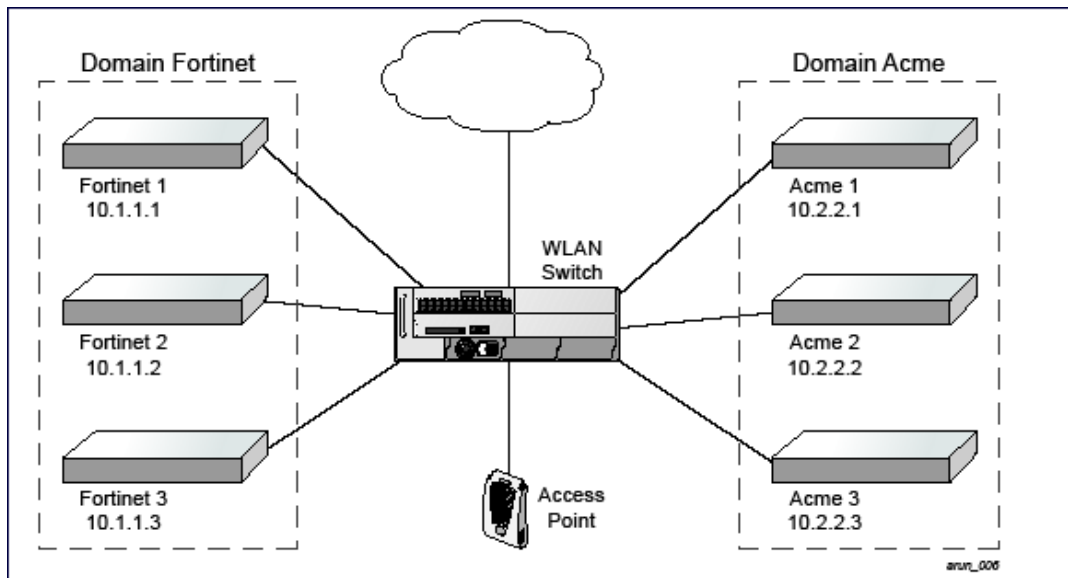 Domain Fortinet
Fortinet 1
10.1.1.1
Fortinet 2
10.1.1.2
Fortinet 3
10.1.1.3
WLAN
Switch
Access
Point
Domain Acme
Acme 1
10.2.2.1
Acme 2
10.2.2.2
Acme 3
10.2.2.3
arun_006